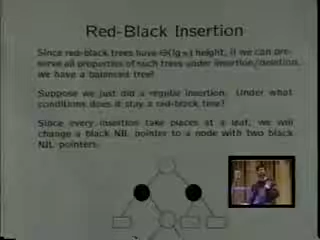 Red-Black Insertion
Since red-black trees have Θ(lg n) height, if we can pre-
serve all properties of such trees under insertion/deletion,
we have a balanced tree!
Suppose we just did a regular insertion. Under what
conditions does it stay a red-black tree?
Since every insertion take places at a leaf, we will
change a black NIL pointer to a node with two black
NIL pointers.